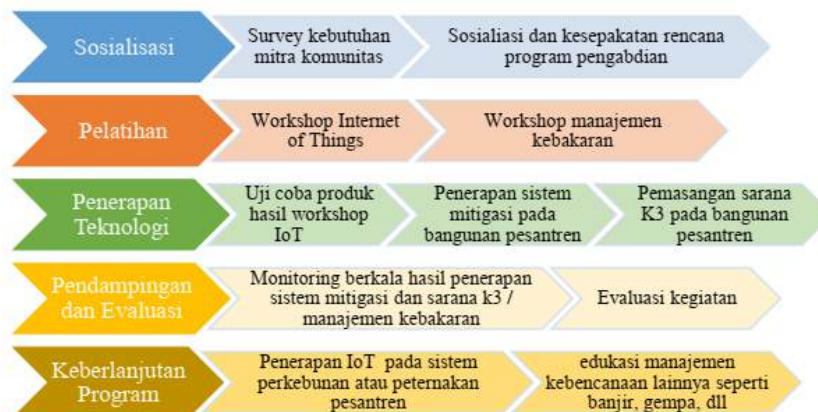 Sosialisasi
Survey kebutuhan
mitra komunitas
Sosialiasi dan kesepakatan rencana
program pengabdian
Pelatihan
Workshop Internet
of Things
Workshop manajemen
kebakaran
Penerapan
Teknologi
Uji coba produk
hasil workshop
IoT
Penerapan sistem
mitigasi pada
bangunan pesantren
Pemasangan sarana
K3 pada bangunan
pesantren
Pendampingan
dan Evaluasi
Monitoring berkala hasil penerapan
sistem mitigasi dan sarana k3 /
manajemen kebakaran
Evaluasi kegiatan
Keberlanjutan
Program
Penerapan IoT pada sistem
perkebunan atau peternakan
pesantren
edukasi manajemen
kebencanaan lainnya seperti
banjir, gempa, dll